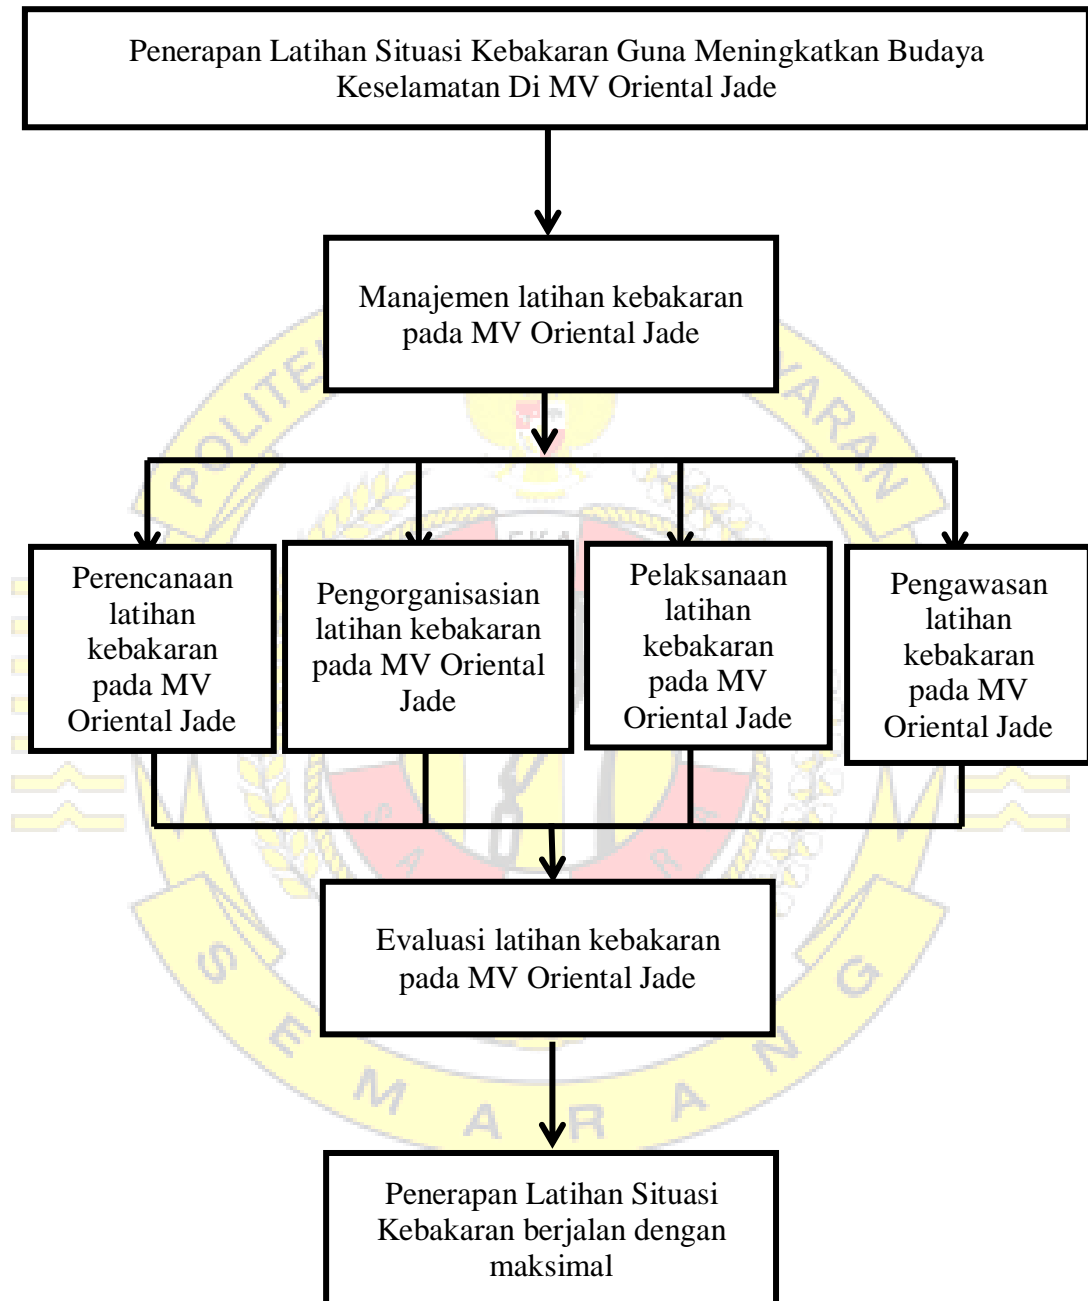 Penerapan Latihan Situasi Kebakaran Guna Meningkatkan Budaya
Keselamatan Di MV Oriental Jade
Manajemen latihan kebakaran
pada MV Oriental Jade
Perencanaan
latihan
kebakaran
pada MV
Oriental Jade
Pengorganisasian
latihan kebakaran
pada MV Oriental
Jade
Pelaksanaan
latihan
kebakaran
pada MV
Oriental Jade
Pengawasan
latihan
kebakaran
pada MV
Oriental Jade
Evaluasi latihan kebakaran
pada MV Oriental Jade
Penerapan Latihan Situasi
Kebakaran berjalan dengan
maksimal
SEMARANG